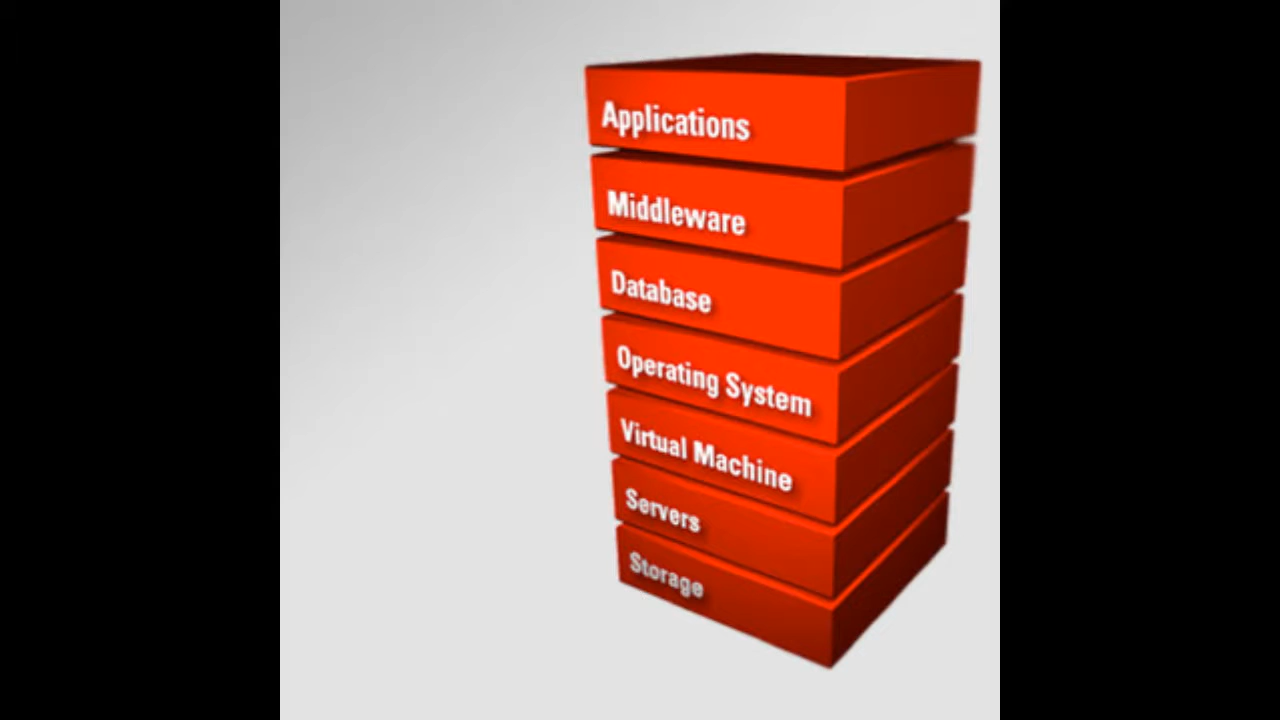 Applications
Middleware
Database
Operating System
Virtual Machine
Servers
Storage